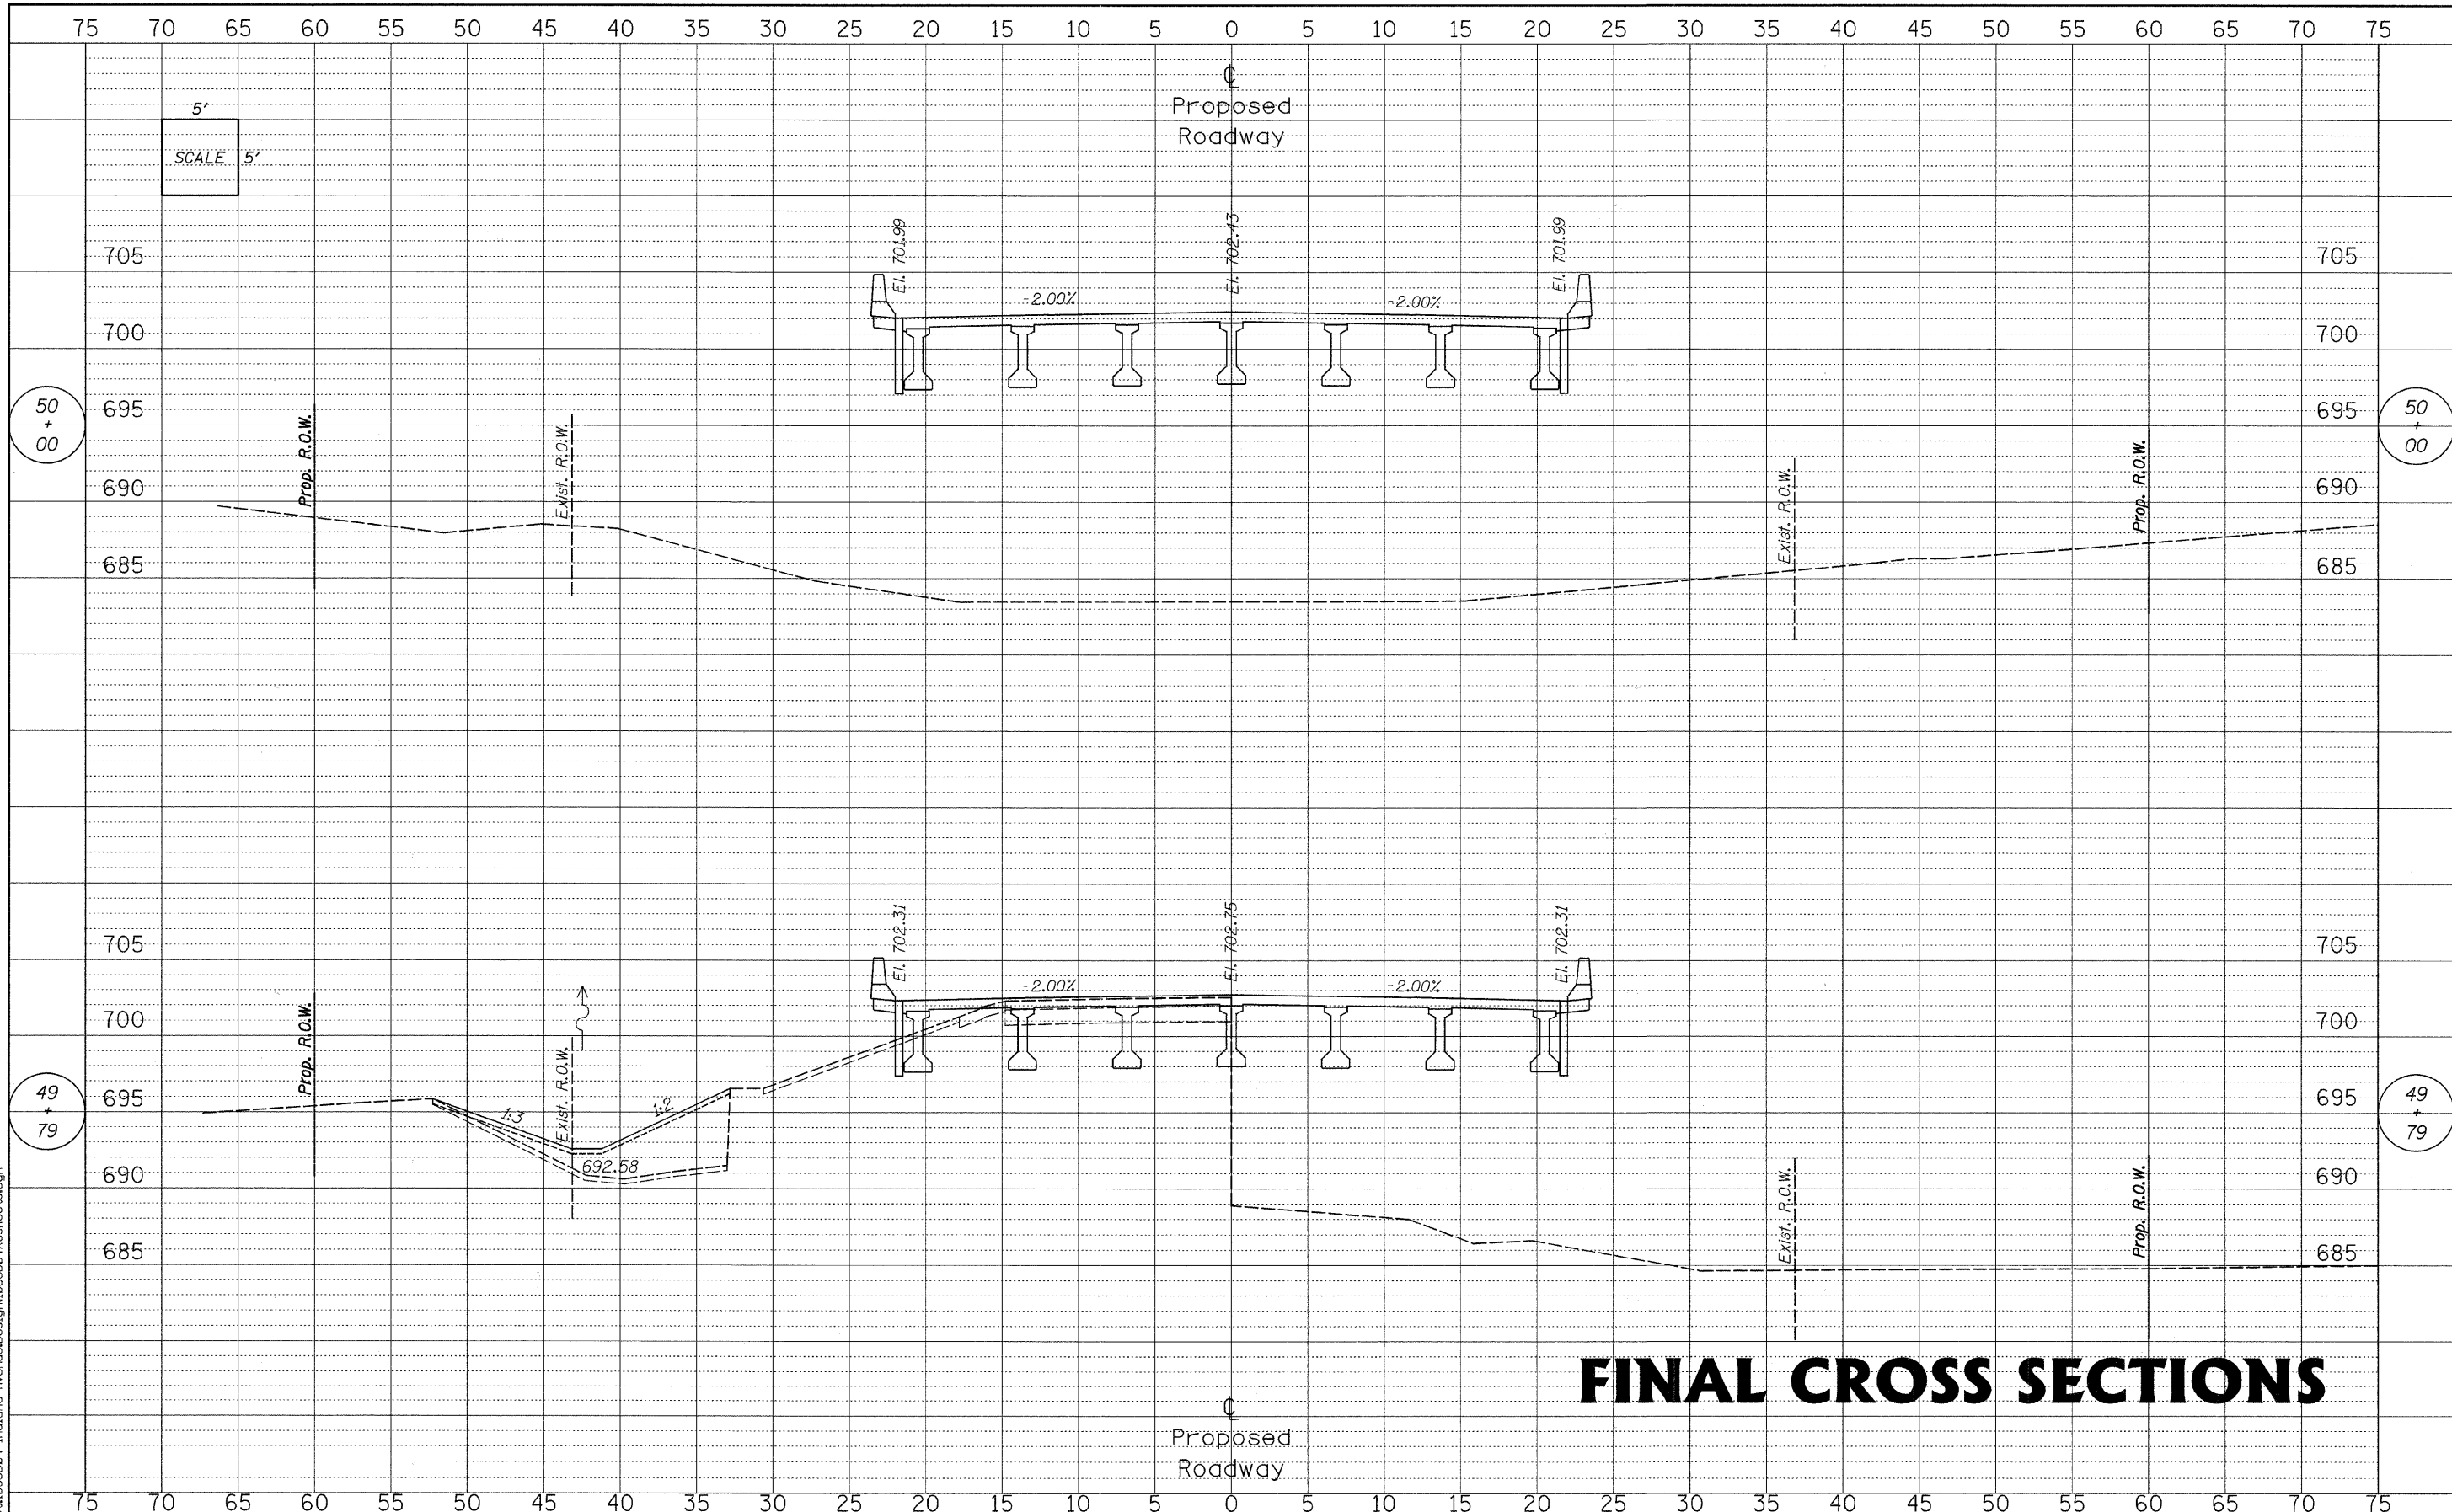 75 70 65 60 55 50 45 40 35 30 25 20 15 10 5 0 5 10 15 20 25 30 35 40 45 50 55 60 65 70 75
℄
Proposed
Roadway
5'
SCALE 5'
El. 701.99
El. 702.43
El. 701.99
705 705
-2.00% -2.00%
700 700
695 695
50
+
00
50
+
00
Prop. R.O.W.
Exist. R.O.W.
Exist. R.O.W.
Prop. R.O.W.
690 690
685 685
El. 702.31
El. 702.75
El. 702.31
705 705
-2.00% -2.00%
700 700
Prop. R.O.W.
Exist. R.O.W.
695 695
49
+
79
49
+
79
1:3
1:2
692.58
690 690
Exist. R.O.W.
Prop. R.O.W.
685 685
FINAL CROSS SECTIONS
℄
Proposed
Roadway
75 70 65 60 55 50 45 40 35 30 25 20 15 10 5 0 5 10 15 20 25 30 35 40 45 50 55 60 65 70 75